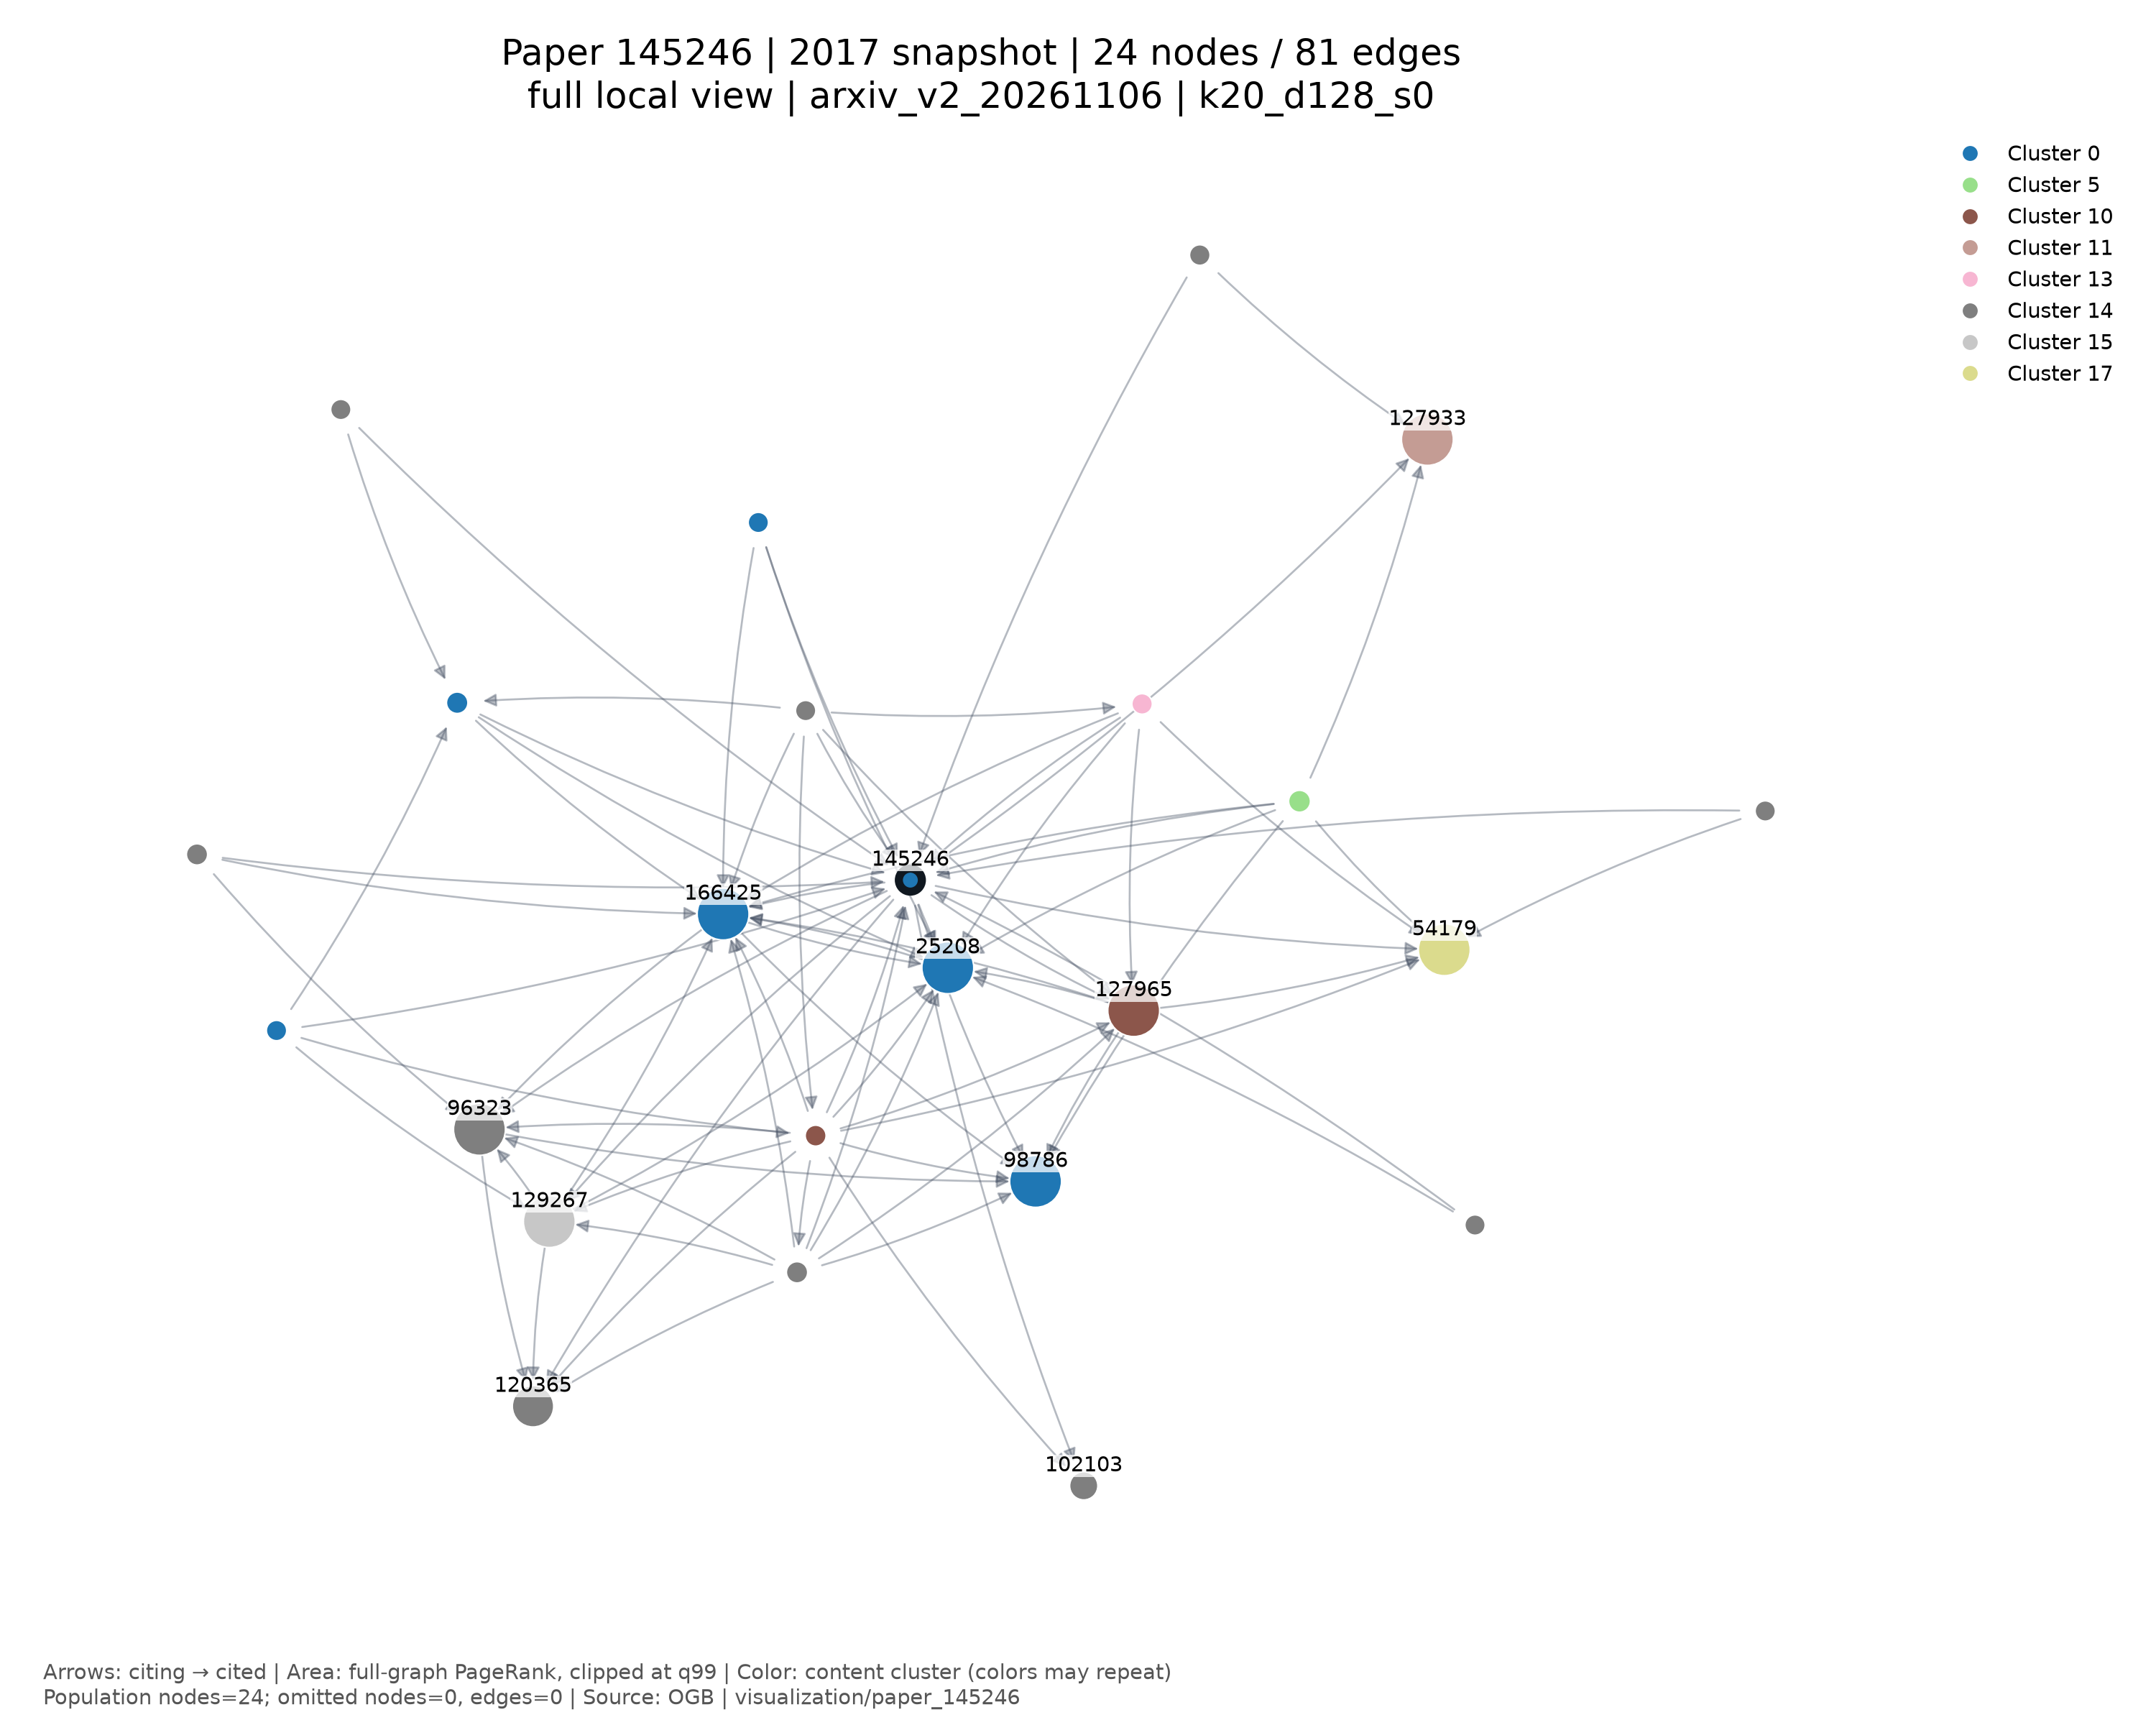 Paper 145246 | 2017 snapshot | 24 nodes / 81 edges
full local view | arxiv_v2_20261106 | k20_d128_s0
Cluster 0
Cluster 5
Cluster 10
Cluster 11
Cluster 13
Cluster 14
Cluster 15
Cluster 17
127933
145246
166425
54179
25208
127965
96323
98786
129267
120365
102103
Arrows: citing → cited | Area: full-graph PageRank, clipped at q99 | Color: content cluster (colors may repeat)
Population nodes=24; omitted nodes=0, edges=0 | Source: OGB | visualization/paper_145246